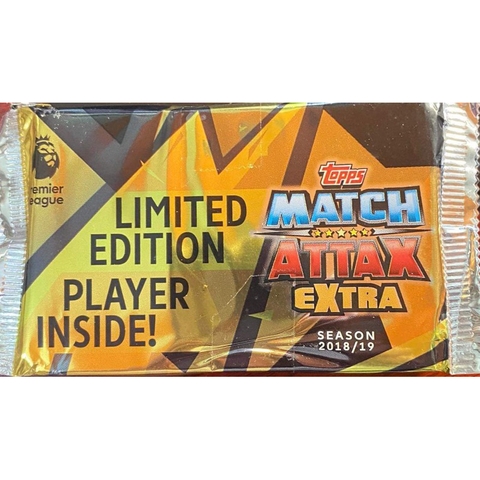 Premier
League
LIMITED
EDITION
PLAYER
INSIDE!
Topps
MATCH
ATTAX
EXTRA
SEASON
2018/19